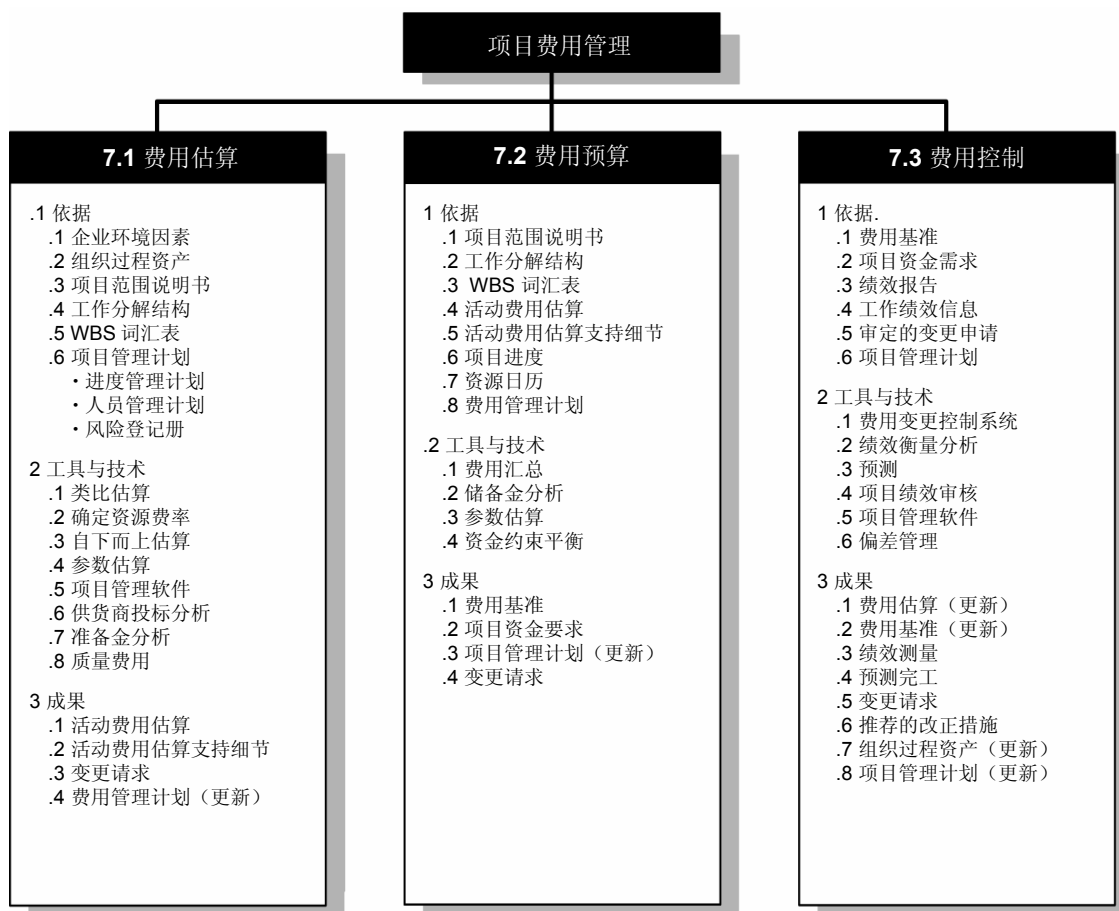 项目费用管理
7.1 费用估算
.1 依据
.1 企业环境因素
.2 组织过程资产
.3 项目范围说明书
.4 工作分解结构
.5 WBS 词汇表
.6 项目管理计划
・进度管理计划
・人员管理计划
・风险登记册
2 工具与技术
.1 类比估算
.2 确定资源费率
.3 自下而上估算
.4 参数估算
.5 项目管理软件
.6 供货商投标分析
.7 准备金分析
.8 质量费用
3 成果
.1 活动费用估算
.2 活动费用估算支持细节
.3 变更请求
.4 费用管理计划（更新）
7.2 费用预算
1 依据
.1 项目范围说明书
.2 工作分解结构
.3 WBS 词汇表
.4 活动费用估算
.5 活动费用估算支持细节
.6 项目进度
.7 资源日历
.8 费用管理计划
.2 工具与技术
.1 费用汇总
.2 储备金分析
.3 参数估算
.4 资金约束平衡
3 成果
.1 费用基准
.2 项目资金要求
.3 项目管理计划（更新）
.4 变更请求
7.3 费用控制
1 依据.
.1 费用基准
.2 项目资金需求
.3 绩效报告
.4 工作绩效信息
.5 审定的变更申请
.6 项目管理计划
2 工具与技术
.1 费用变更控制系统
.2 绩效衡量分析
.3 预测
.4 项目绩效审核
.5 项目管理软件
.6 偏差管理
3 成果
.1 费用估算（更新）
.2 费用基准（更新）
.3 绩效测量
.4 预测完工
.5 变更请求
.6 推荐的改正措施
.7 组织过程资产（更新）
.8 项目管理计划（更新）